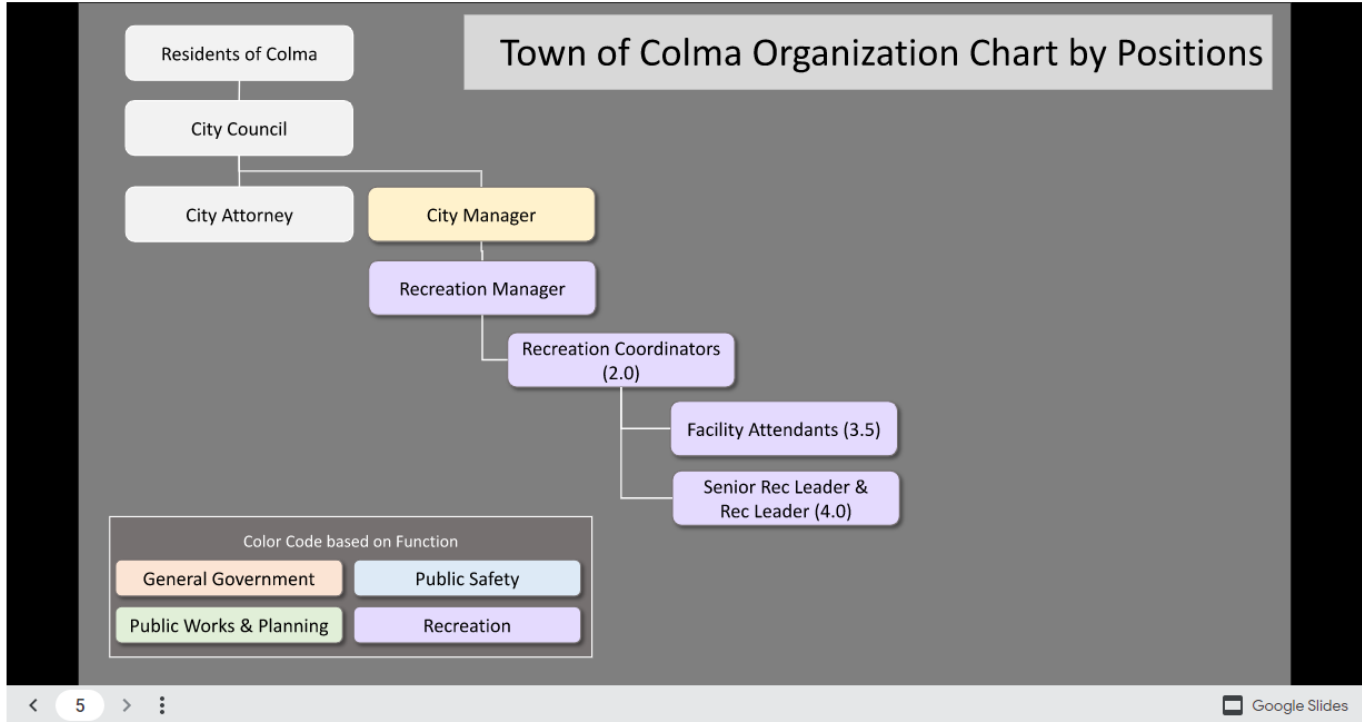 Town of Colma Organization Chart by Positions
Residents of Colma
City Council
City Attorney
City Manager
Recreation Manager
Recreation Coordinators
(2.0)
Facility Attendants (3.5)
Senior Rec Leader &
Rec Leader (4.0)
Color Code based on Function
General Government
Public Safety
Public Works & Planning
Recreation
5
Google Slides